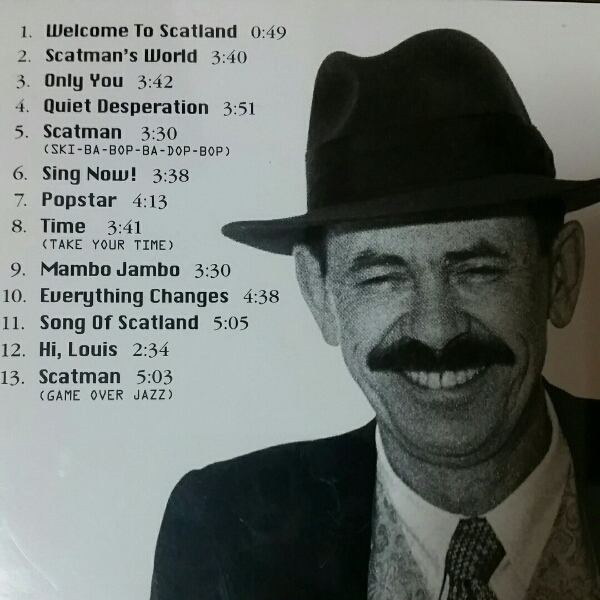 1. Welcome To Scatland 0:49
2. Scatman's World 3:40
3. Only You 3:42
4. Quiet Desperation 3:51
5. Scatman 3:30
(SKI-BA-BOP-BA-DOP-BOP)
6. Sing Now! 3:38
7. Popstar 4:13
8. Time 3:41
(TAKE YOUR TIME)
9. Mambo Jambo 3:30
10. Everything Changes 4:38
11. Song Of Scatland 5:05
12. Hi, Louis 2:34
13. Scatman 5:03
(GAME OVER JAZZ)